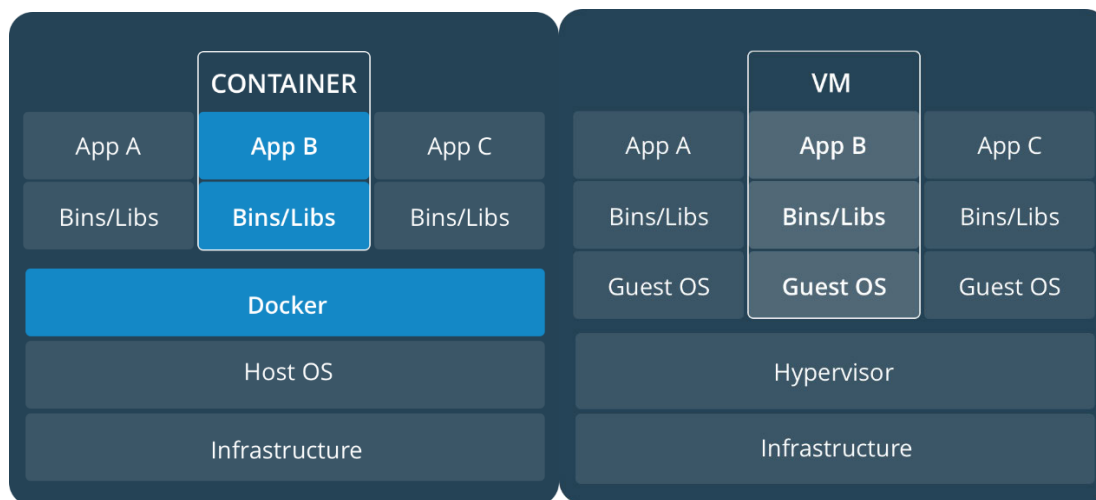 CONTAINER
App A
App B
App C
Bins/Libs
Bins/Libs
Bins/Libs
Docker
Host OS
Infrastructure
VM
App A
App B
App C
Bins/Libs
Bins/Libs
Bins/Libs
Guest OS
Guest OS
Guest OS
Hypervisor
Infrastructure